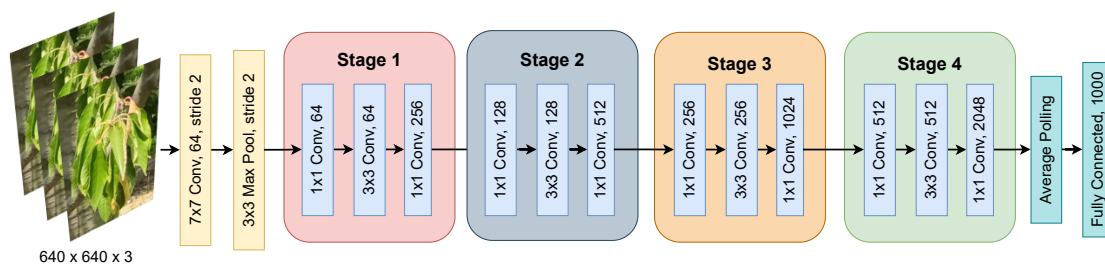 640 x 640 x 3
7x7 Conv, 64, stride 2
3x3 Max Pool, stride 2
Stage 1
1x1 Conv, 64
3x3 Conv, 64
1x1 Conv, 256
Stage 2
1x1 Conv, 128
3x3 Conv, 128
1x1 Conv, 512
Stage 3
1x1 Conv, 256
3x3 Conv, 256
1x1 Conv, 1024
Stage 4
1x1 Conv, 512
3x3 Conv, 512
1x1 Conv, 2048
Average Polling
Fully Connected, 1000